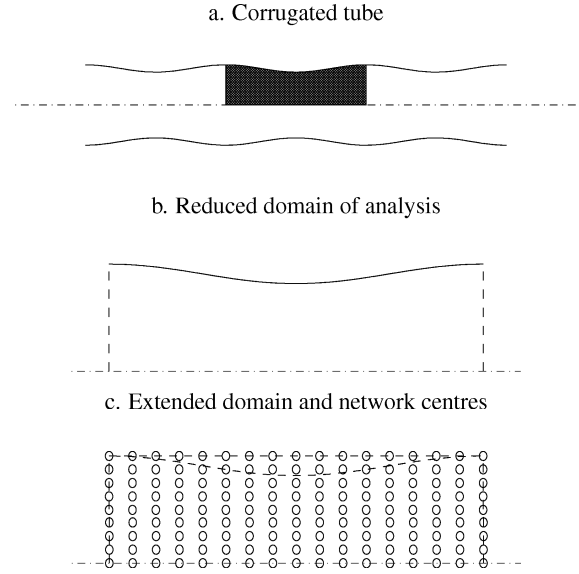 a. Corrugated tube
b. Reduced domain of analysis
c. Extended domain and network centres